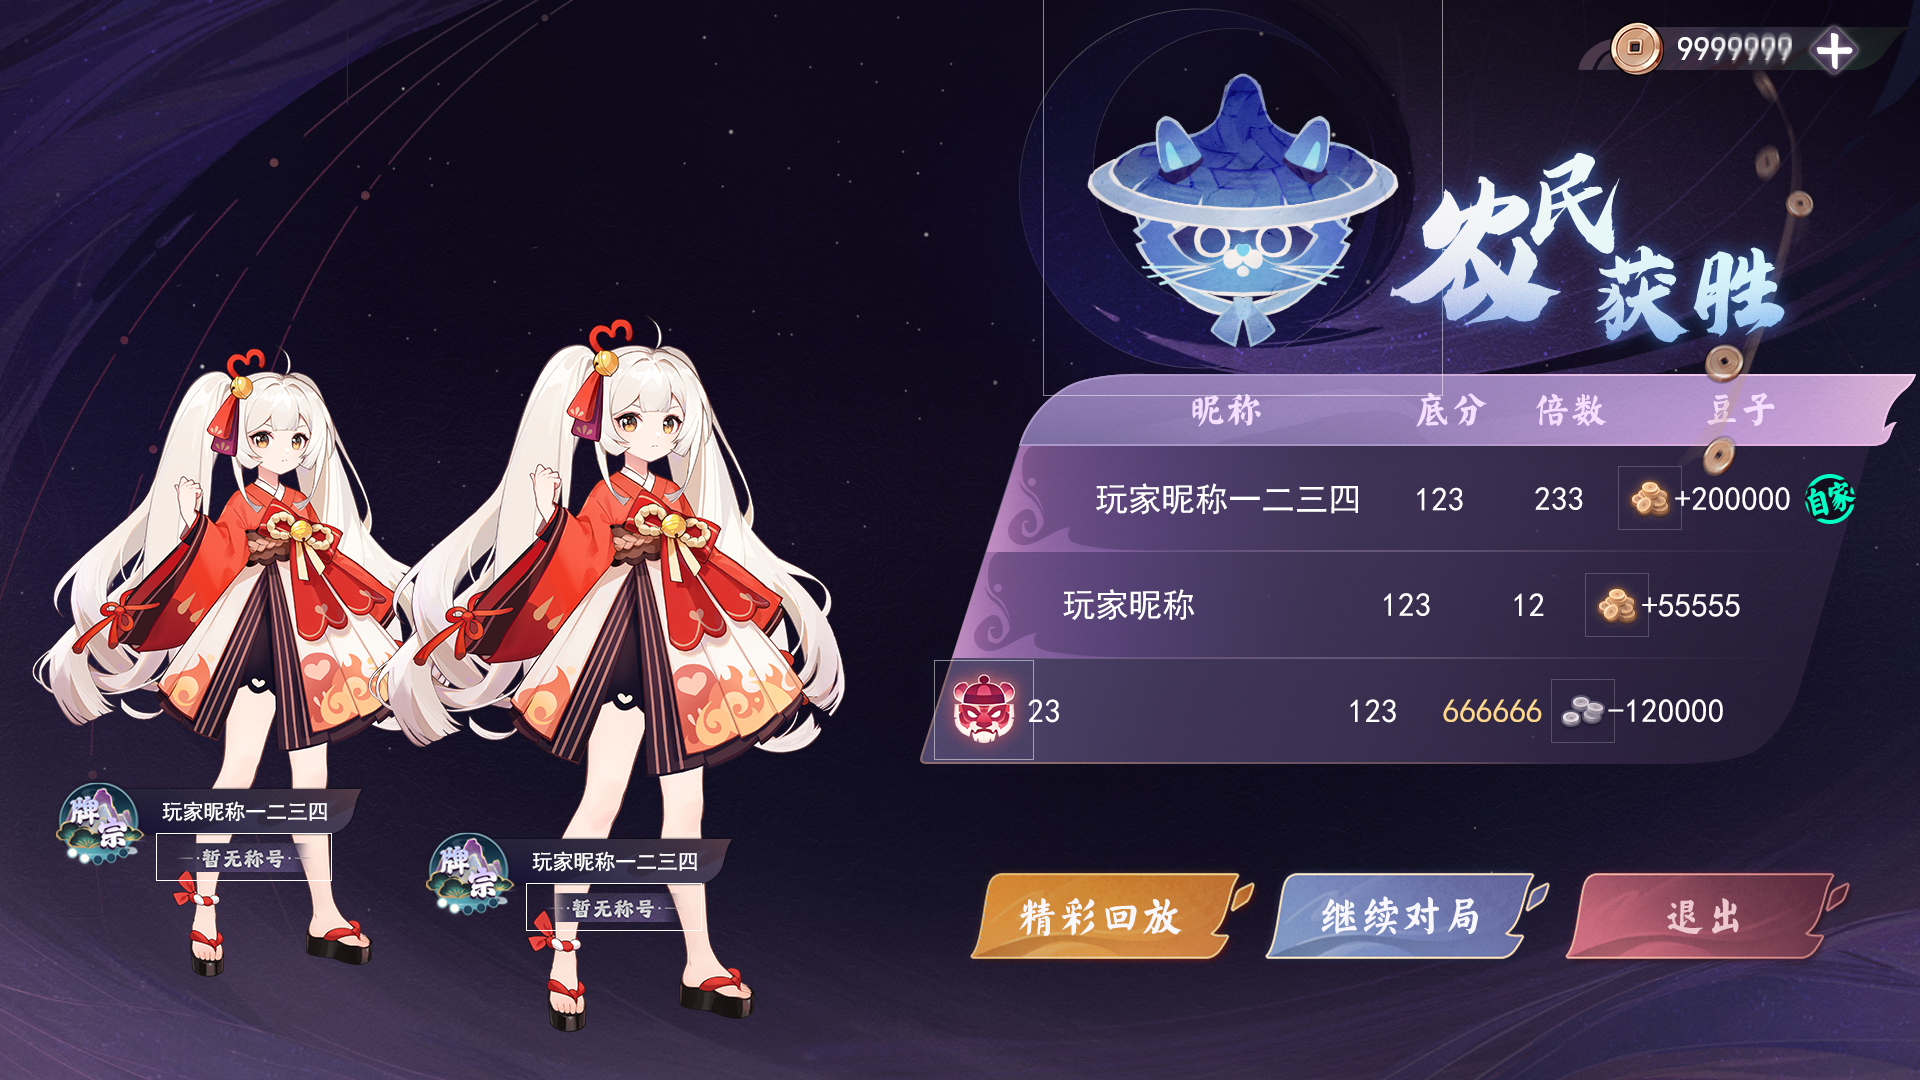 9999999
农民
获胜
昵称 底分 倍数 豆子
玩家昵称一二三四 123 233 +200000 自家
玩家昵称 123 12 +55555
23 123 666666 -120000
牌宗
玩家昵称一二三四
暂无称号
牌宗
玩家昵称一二三四
暂无称号
精彩回放 继续对局 退出